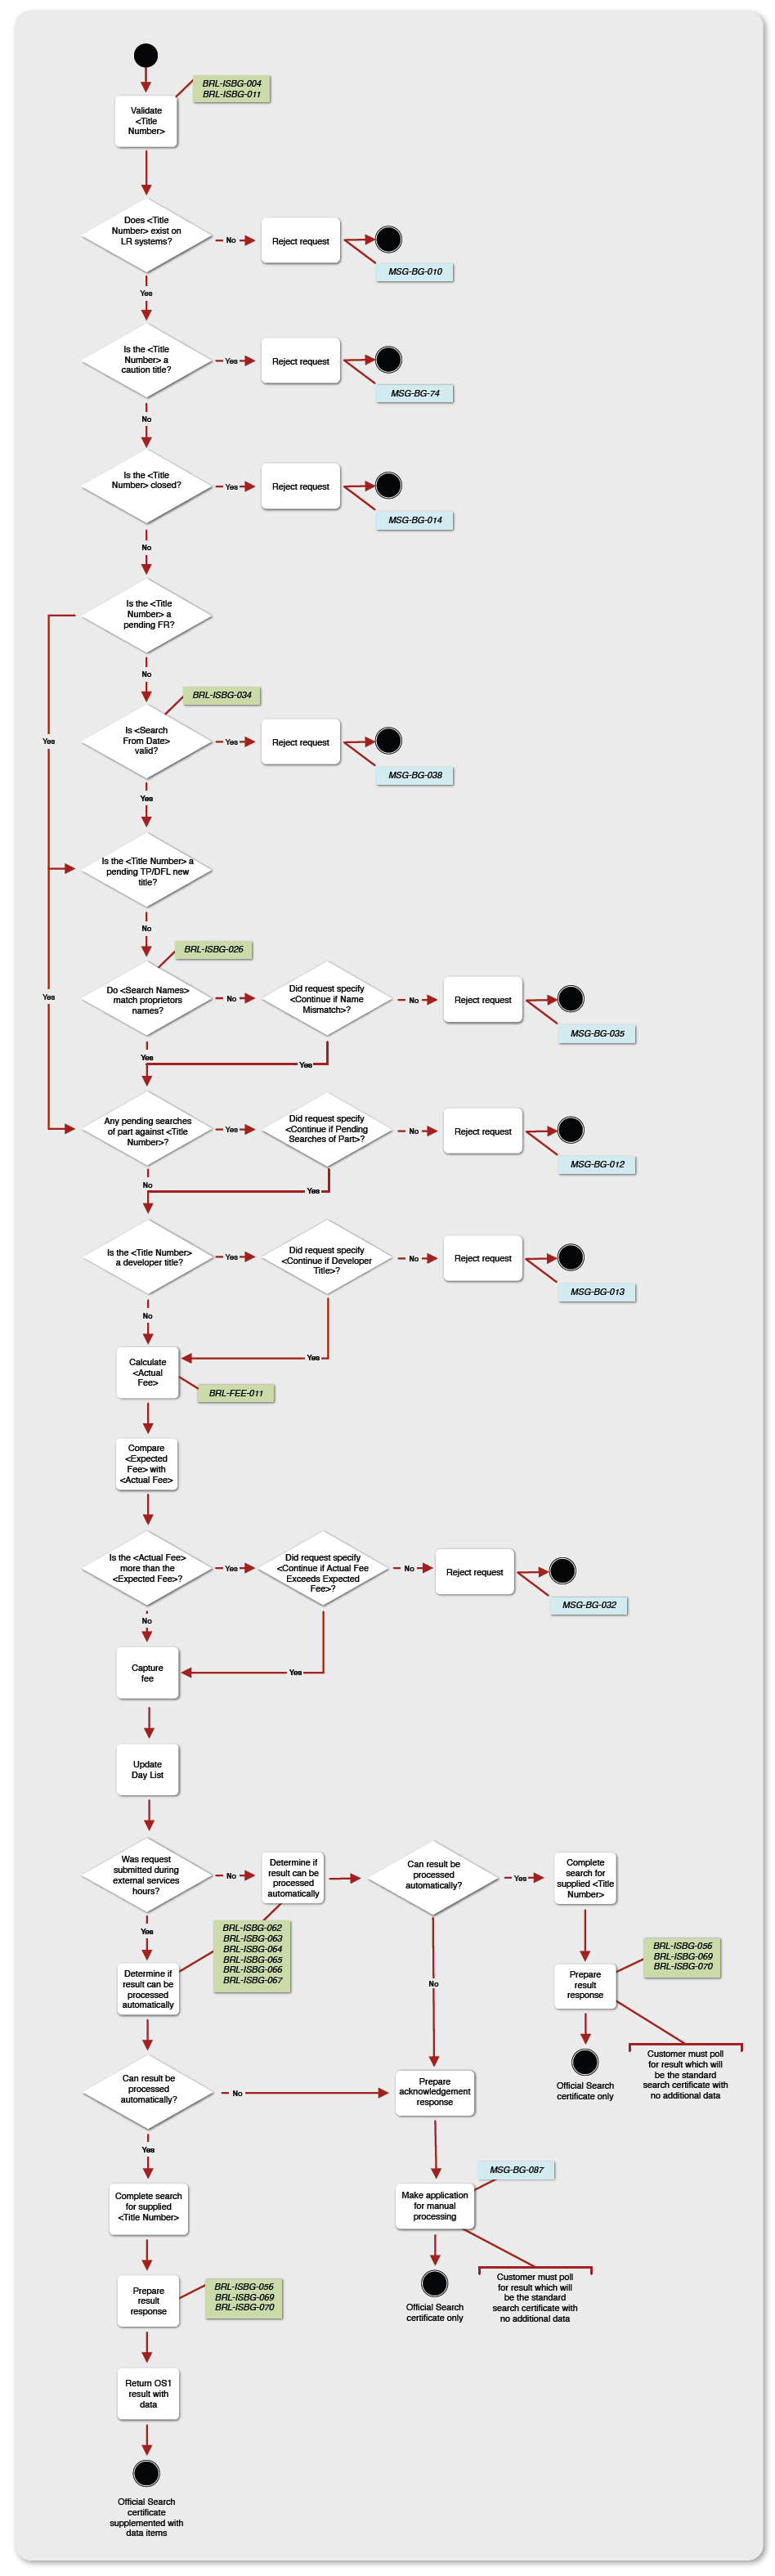 BRL-ISBG-004
BRL-ISBG-011
Validate
<Title
Number>
Does <Title
Number> exist on
LR systems?
No
Reject request
MSG-BG-010
Yes
Is the <Title
Number> a
caution title?
Yes
Reject request
MSG-BG-74
No
Is the <Title
Number> closed?
Yes
Reject request
MSG-BG-014
No
Is the <Title
Number> a
pending FR?
No
BRL-ISBG-034
Is <Search
From Date>
valid?
Yes
Reject request
Yes
MSG-BG-038
Yes
Is the <Title Number> a
pending TP/DFL new
title?
No
BRL-ISBG-026
Do <Search Names>
match proprietors
names?
No
Did request specify
<Continue if Name
Mismatch>?
No
Reject request
Yes
MSG-BG-035
Yes
Yes
Any pending searches
of part against <Title
Number>?
Yes
Did request specify
<Continue if Pending
Searches of Part>?
No
Reject request
MSG-BG-012
No
Yes
Is the <Title Number>
a developer title?
Yes
Did request specify
<Continue if Developer
Title>?
No
Reject request
MSG-BG-013
No
Yes
Calculate
<Actual
Fee>
BRL-FEE-011
Compare
<Expected
Fee> with
<Actual Fee>
Is the <Actual Fee>
more than the
<Expected Fee>?
Yes
Did request specify
<Continue if Actual Fee
Exceeds Expected
Fee>?
No
Reject request
MSG-BG-032
No
Yes
Capture
fee
Update
Day List
Was request
submitted during
external services
hours?
No
Determine if
result can be
processed
automatically
Can result be
processed
automatically?
Yes
Complete
search for
supplied <Title
Number>
Yes
BRL-ISBG-062
BRL-ISBG-063
BRL-ISBG-064
BRL-ISBG-065
BRL-ISBG-066
BRL-ISBG-067
Determine if
result can be
processed
automatically
No
Prepare
result
response
BRL-ISBG-056
BRL-ISBG-069
BRL-ISBG-070
Customer must poll
for result which will
be the standard
search certificate with
no additional data
Official Search
certificate only
Can result be
processed
automatically?
No
Prepare
acknowledgement
response
Yes
MSG-BG-087
Make application
for manual
processing
Complete search
for supplied
<Title Number>
Customer must poll
for result which will
be the standard
search certificate with
no additional data
Official Search
certificate only
Prepare
result
response
BRL-ISBG-056
BRL-ISBG-069
BRL-ISBG-070
Return OS1
result with
data
Official Search
certificate
supplemented with
data items